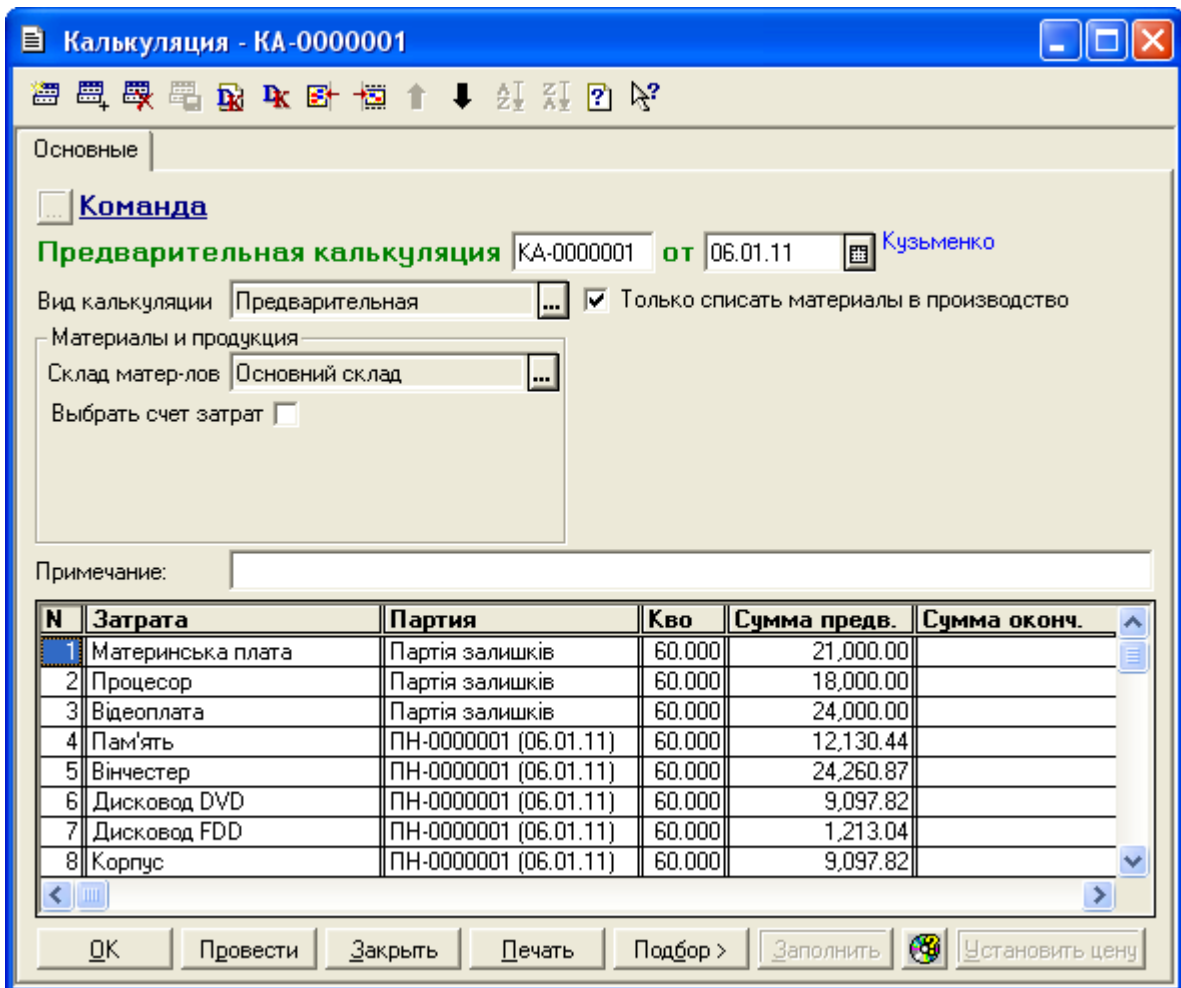 Калькуляция - КА-0000001
Основные
... Команда
Предварительная калькуляция КА-0000001 от 06.01.11 Кузьменко
Вид калькуляции Предварительная ... Только списать материалы в производство
Материалы и продукция
Склад матер-лов Основний склад ...
Выбрать счет затрат
Примечание:
N Затрата Партия Кво Сумма предв. Сумма оконч.
1 Материнська плата Партія залишків 60.000 21,000.00
2 Процесор Партія залишків 60.000 18,000.00
3 Відеоплата Партія залишків 60.000 24,000.00
4 Пам'ять ПН-0000001 (06.01.11) 60.000 12,130.44
5 Вінчестер ПН-0000001 (06.01.11) 60.000 24,260.87
6 Дисковод DVD ПН-0000001 (06.01.11) 60.000 9,097.82
7 Дисковод FDD ПН-0000001 (06.01.11) 60.000 1,213.04
8 Корпус ПН-0000001 (06.01.11) 60.000 9,097.82
OK Провести Закрыть Печать Подбор > Заполнить Установить цену